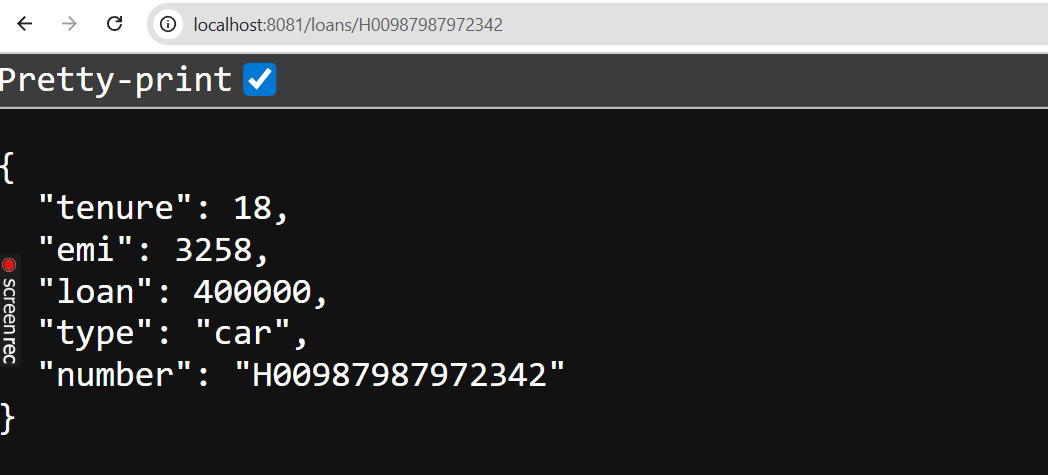 localhost:8081/loans/H00987987972342
Pretty-print
{
"tenure": 18,
"emi": 3258,
"loan": 400000,
"type": "car",
"number": "H00987987972342"
}
screenrec